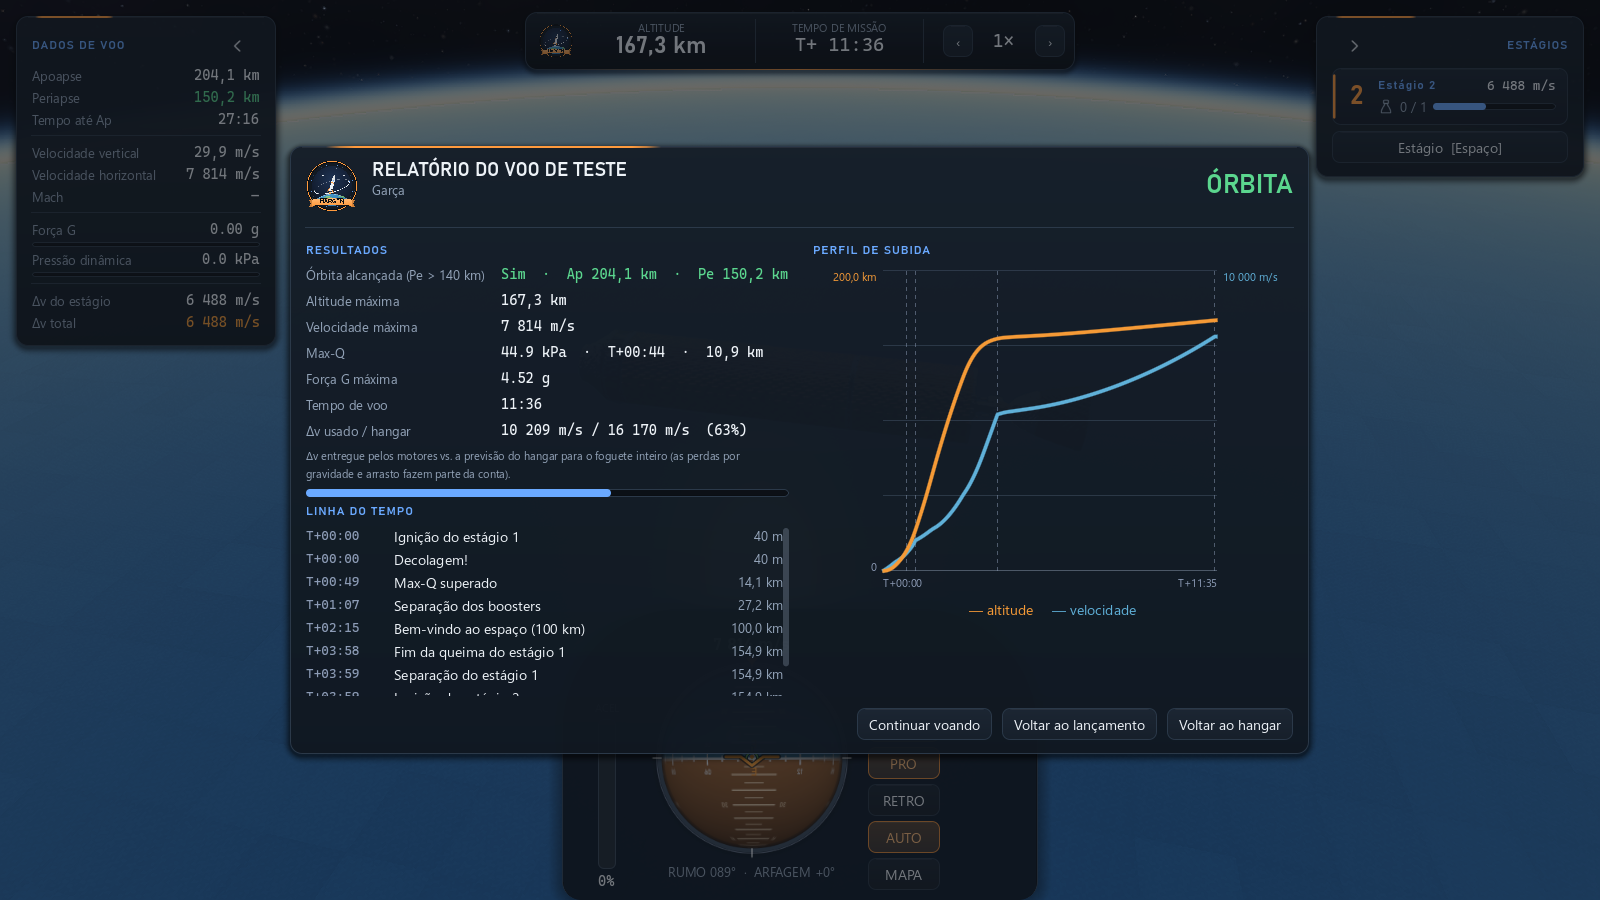 DADOS DE VOO
Apoapse 204,1 km
Periapse 150,2 km
Tempo até Ap 27:16
Velocidade vertical 29,9 m/s
Velocidade horizontal 7 814 m/s
Mach —
Força G 0.00 g
Pressão dinâmica 0.0 kPa
Δv do estágio 6 488 m/s
Δv total 6 488 m/s
ALTITUDE
167,3 km
TEMPO DE MISSÃO
T+ 11:36
‹ 1× ›
ESTÁGIOS
2 Estágio 2 6 488 m/s
0 / 1
Estágio [Espaço]
RELATÓRIO DO VOO DE TESTE
Garça
ÓRBITA
RESULTADOS
Órbita alcançada (Pe > 140 km) Sim · Ap 204,1 km · Pe 150,2 km
Altitude máxima 167,3 km
Velocidade máxima 7 814 m/s
Max-Q 44.9 kPa · T+00:44 · 10,9 km
Força G máxima 4.52 g
Tempo de voo 11:36
Δv usado / hangar 10 209 m/s / 16 170 m/s (63%)
Δv entregue pelos motores vs. a previsão do hangar para o foguete inteiro (as perdas por
gravidade e arrasto fazem parte da conta).
LINHA DO TEMPO
T+00:00 Ignição do estágio 1 40 m
T+00:00 Decolagem! 40 m
T+00:49 Max-Q superado 14,1 km
T+01:07 Separação dos boosters 27,2 km
T+02:15 Bem-vindo ao espaço (100 km) 100,0 km
T+03:58 Fim da queima do estágio 1 154,9 km
T+03:59 Separação do estágio 1 154,9 km
PERFIL DE SUBIDA
200,0 km
10 000 m/s
0
T+00:00 T+11:35
— altitude — velocidade
Continuar voando
Voltar ao lançamento
Voltar ao hangar
PRO
RETRO
AUTO
MAPA
0%
RUMO 089° · ARFAGEM +0°